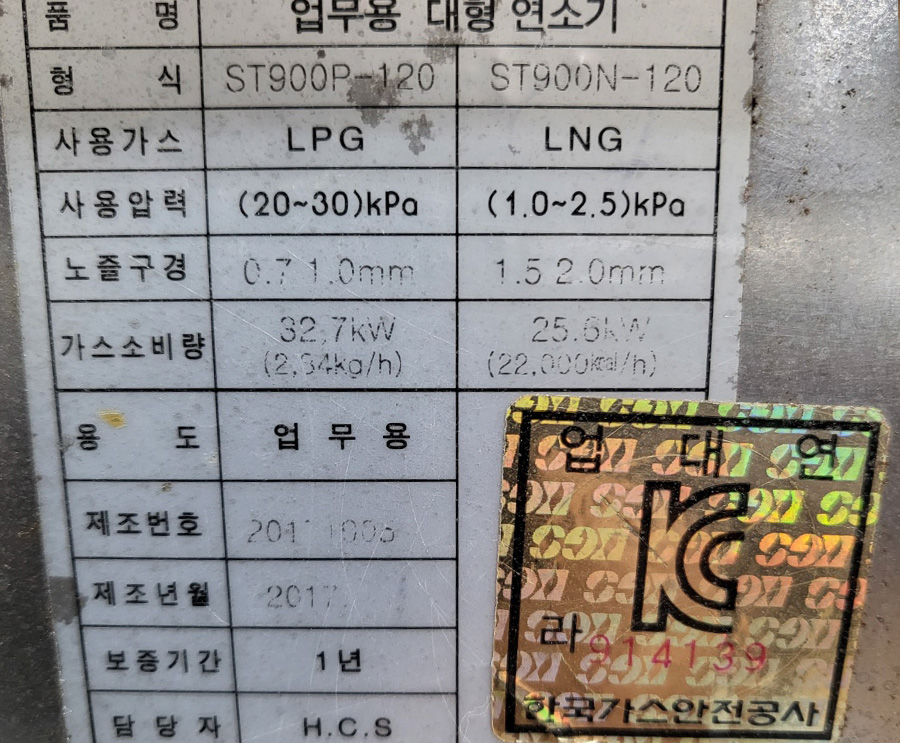 품 명 업무용 대형 연소기
형 식 ST900P-120 ST900N-120
사용가스 LPG LNG
사용압력 (20~30)kPa (1.0~2.5)kPa
노즐구경 0.7 1.0mm 1.5 2.0mm
가스소비량 32.7kW 25.6kW
(2,34kg/h) (22,000㎉/h)
용 도 업 무 용
제조번호
제조년월 2017.
보증기간 1년
담 당 자 H.C.S
업 대 연
KC
라 914139
한국가스안전공사